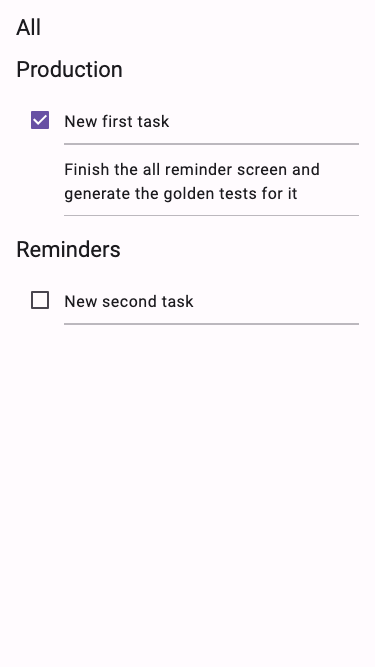 All
Production
New first task
Finish the all reminder screen and
generate the golden tests for it
Reminders
New second task